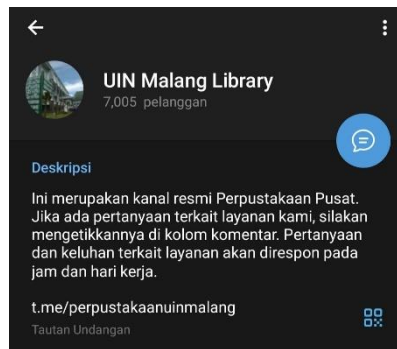 UIN Malang Library
7,005 pelanggan
Deskripsi
Ini merupakan kanal resmi Perpustakaan Pusat.
Jika ada pertanyaan terkait layanan kami, silakan
mengetikkannya di kolom komentar. Pertanyaan
dan keluhan terkait layanan akan direspon pada
jam dan hari kerja.
t.me/perpustakaanuinmalang
Tautan Undangan